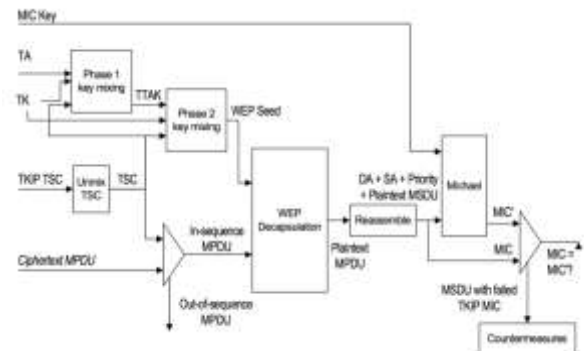 MIC Key
TA
Phase 1
key mixing
TK
TTAK
Phase 2
key mixing
WEP Seed
TKIP TSC
Unmix
TSC
TSC
Ciphertext MPDU
In-sequence
MPDU
Out-of-sequence
MPDU
WEP
Decapsulation
Plaintext
MPDU
DA + SA + Priority
+ Plaintext MSDU
Reassemble
Michael
MIC'
MIC
MIC =
MIC'?
MSDU with failed
TKIP MIC
Countermeasures